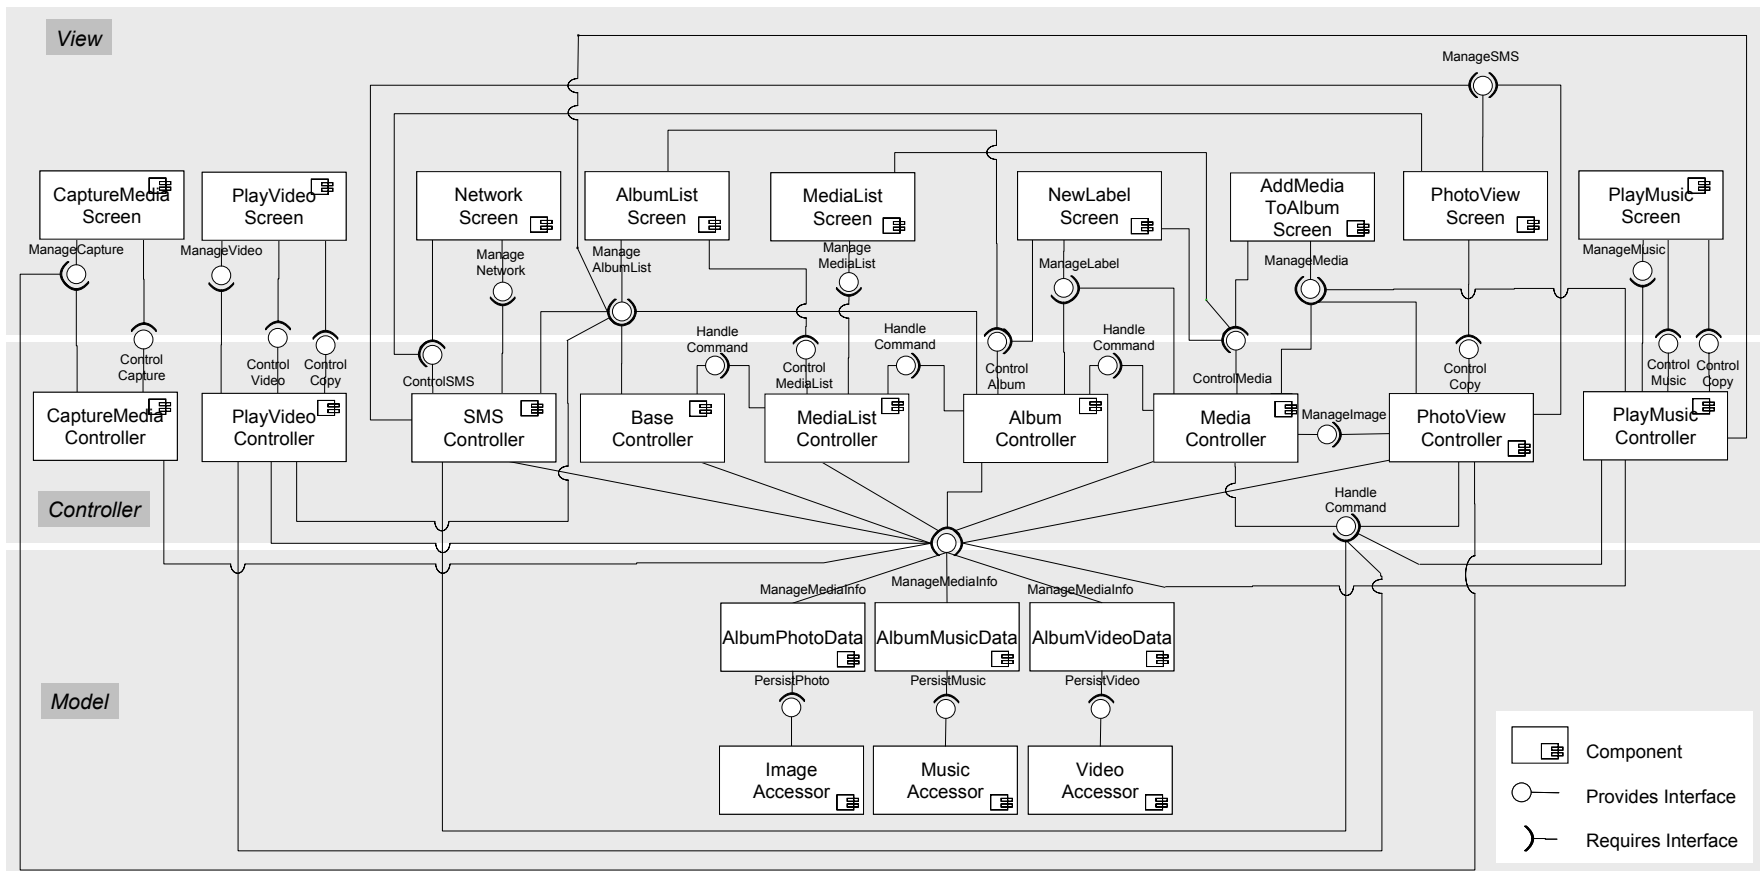 View
ManageSMS
CaptureMedia
Screen
PlayVideo
Screen
Network
Screen
AlbumList
Screen
MediaList
Screen
NewLabel
Screen
AddMedia
ToAlbum
Screen
PhotoView
Screen
PlayMusic
Screen
ManageCapture
ManageVideo
Manage
Network
Manage
AlbumList
Manage
MediaList
ManageLabel
ManageMedia
ManageMusic
Control
Capture
Control
Video
Control
Copy
ControlSMS
Handle
Command
Control
MediaList
Handle
Command
Control
Album
Handle
Command
ControlMedia
Control
Copy
Control
Music
Control
Copy
CaptureMedia
Controller
PlayVideo
Controller
SMS
Controller
Base
Controller
MediaList
Controller
Album
Controller
Media
Controller
ManageImage
PhotoView
Controller
PlayMusic
Controller
Controller
Handle
Command
ManageMediaInfo
ManageMediaInfo
ManageMediaInfo
AlbumPhotoData
AlbumMusicData
AlbumVideoData
PersistPhoto
PersistMusic
PersistVideo
Model
Image
Accessor
Music
Accessor
Video
Accessor
Component
Provides Interface
Requires Interface